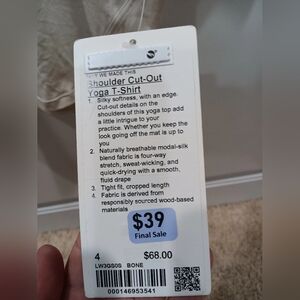 WHY WE MADE THIS
Shoulder Cut-Out
Yoga T-Shirt
1. Silky softness, with an edge.
Cut-out details on the
shoulders of this yoga top add
a little intrigue to your
practice. Whether you keep the
look going off the mat is up to
you
2. Naturally breathable modal-silk
blend fabric is four-way
stretch, sweat-wicking, and
quick-drying with a smooth,
fluid drape
3. Tight fit, cropped length
4. Fabric is derived from
responsibly sourced wood-based
materials
$39
Final Sale
4 $68.00
LW3GS0S BONE
000146953541